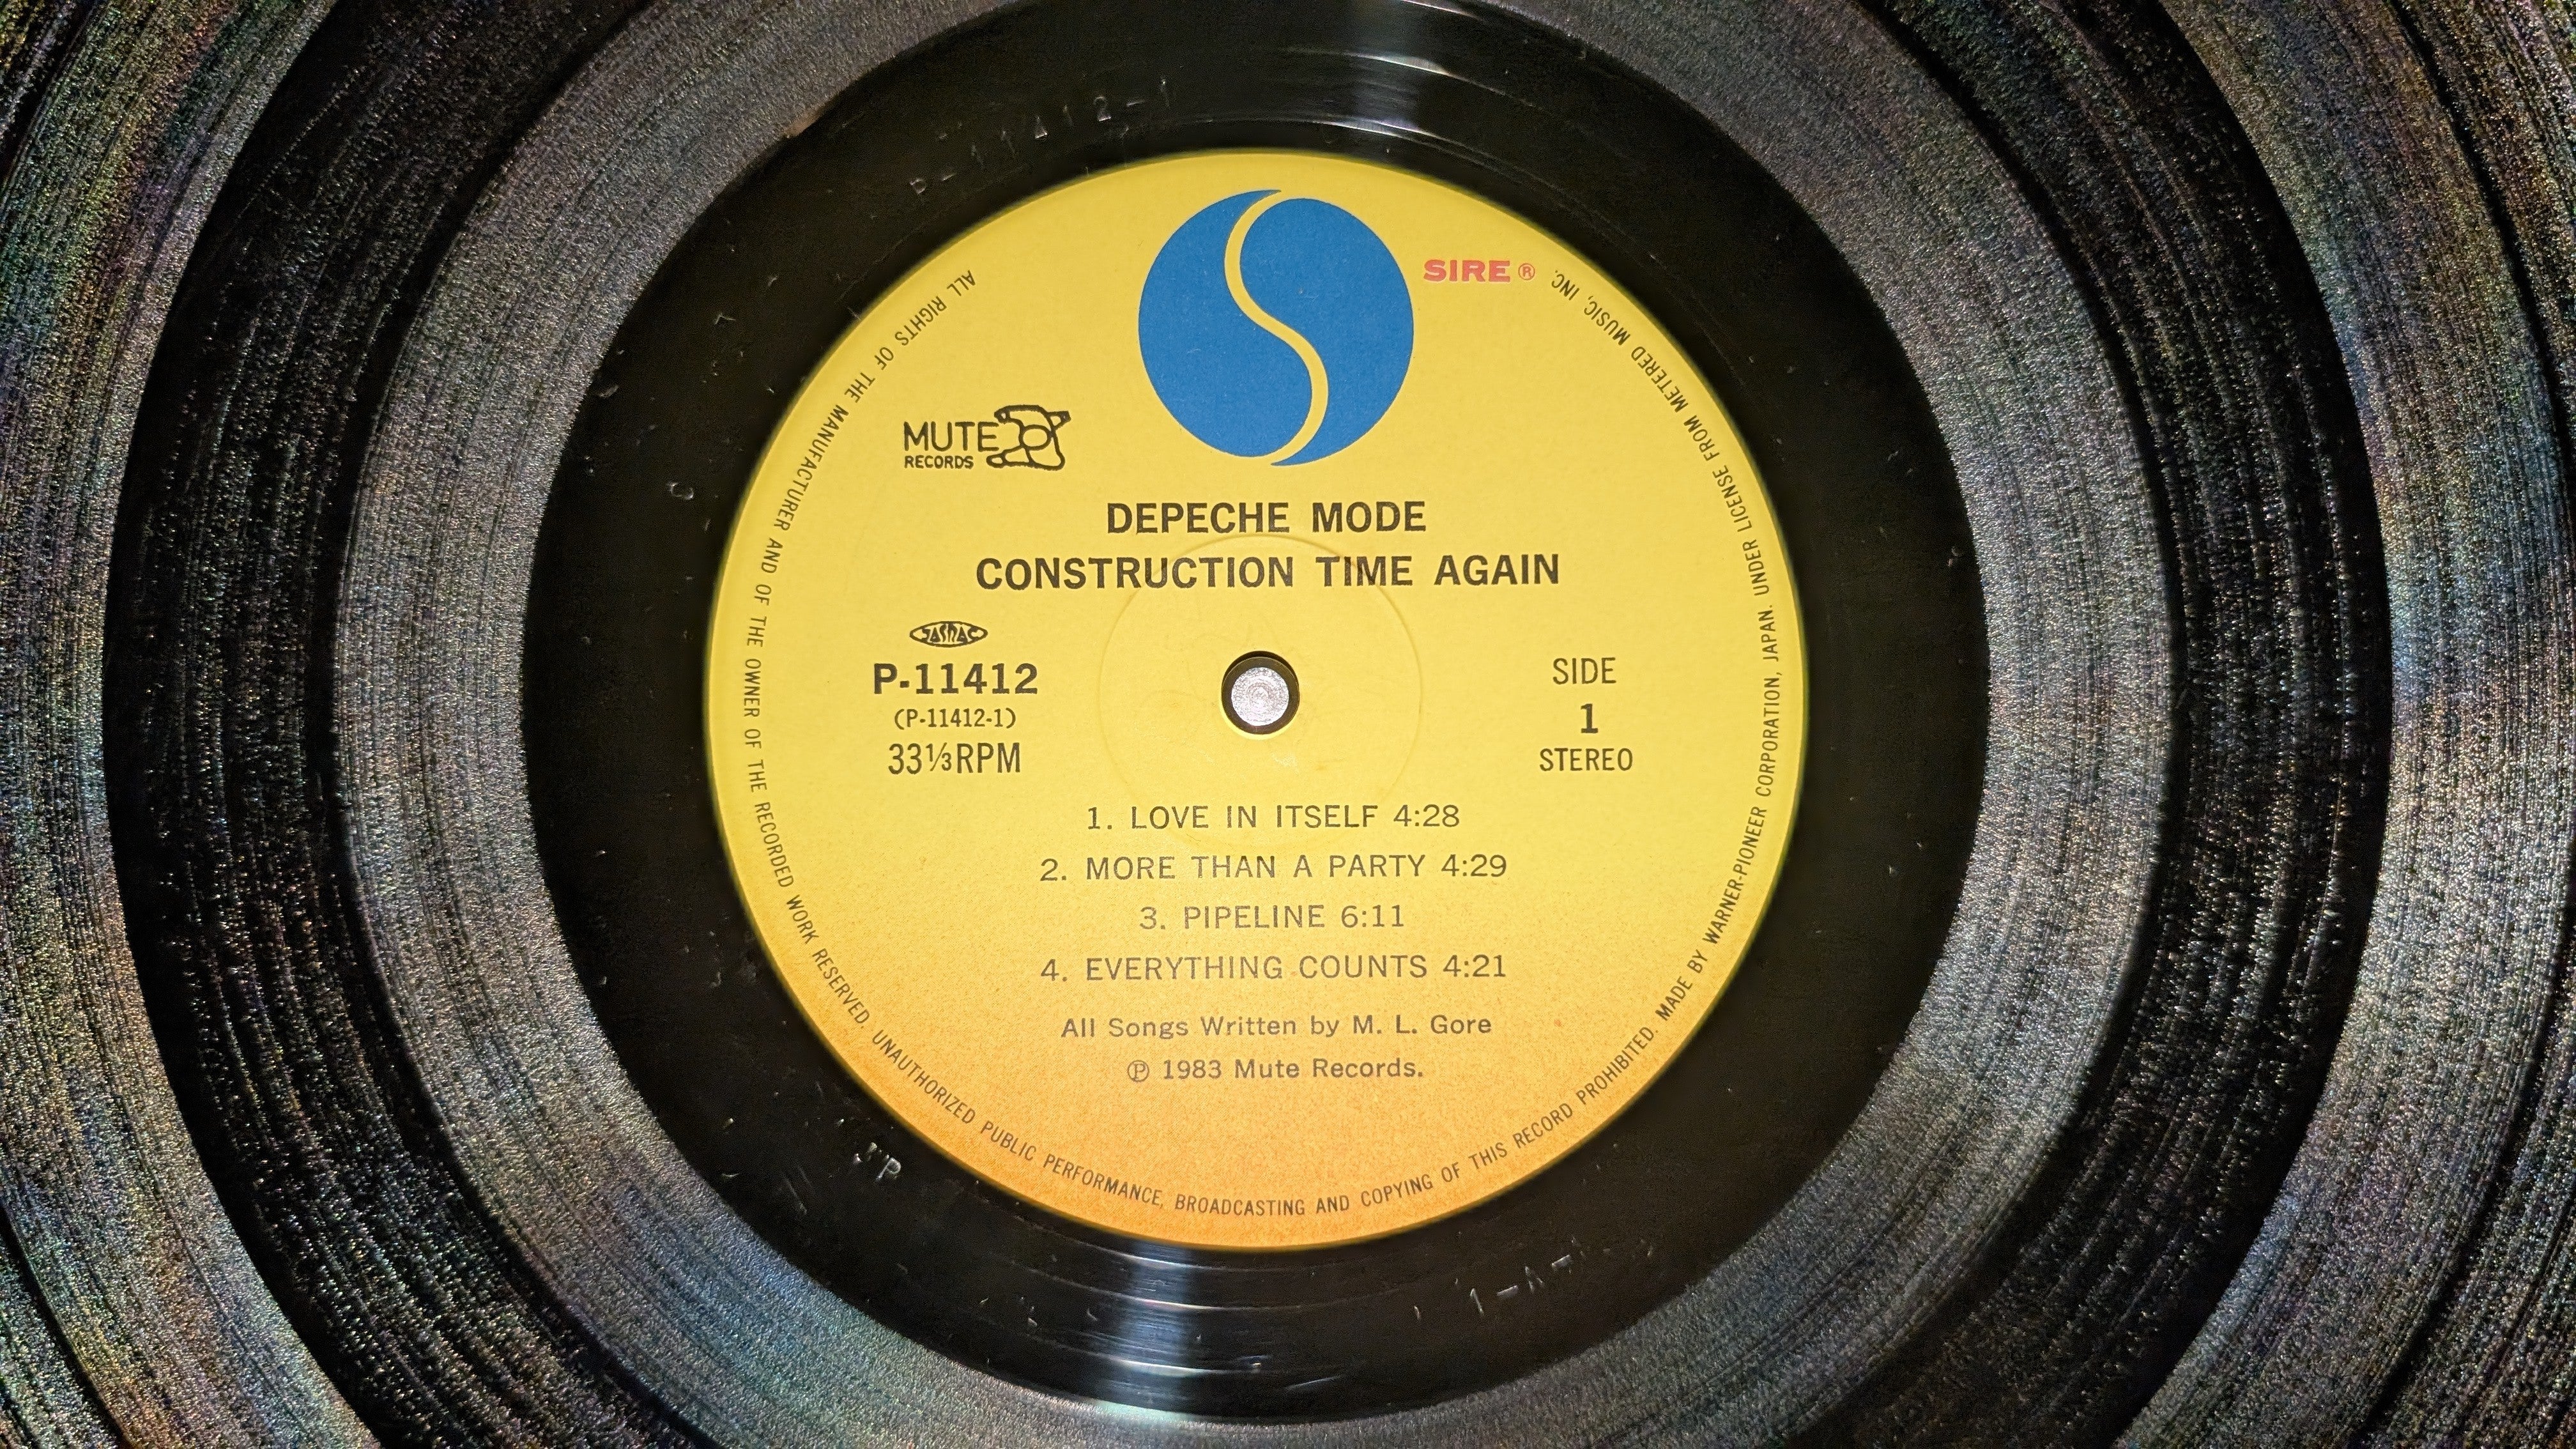 P-11412-1
SIRE ®
MUTE
RECORDS
DEPECHE MODE
CONSTRUCTION TIME AGAIN
JASRAC
P-11412
(P-11412-1)
33⅓RPM
SIDE
1
STEREO
1. LOVE IN ITSELF 4:28
2. MORE THAN A PARTY 4:29
3. PIPELINE 6:11
4. EVERYTHING COUNTS 4:21
All Songs Written by M. L. Gore
℗ 1983 Mute Records.
ALL RIGHTS OF THE MANUFACTURER AND OF THE OWNER OF THE RECORDED WORK RESERVED. UNAUTHORIZED PUBLIC PERFORMANCE, BROADCASTING AND COPYING OF THIS RECORD PROHIBITED. MADE BY WARNER-PIONEER CORPORATION, JAPAN. UNDER LICENSE FROM METERED MUSIC, INC.